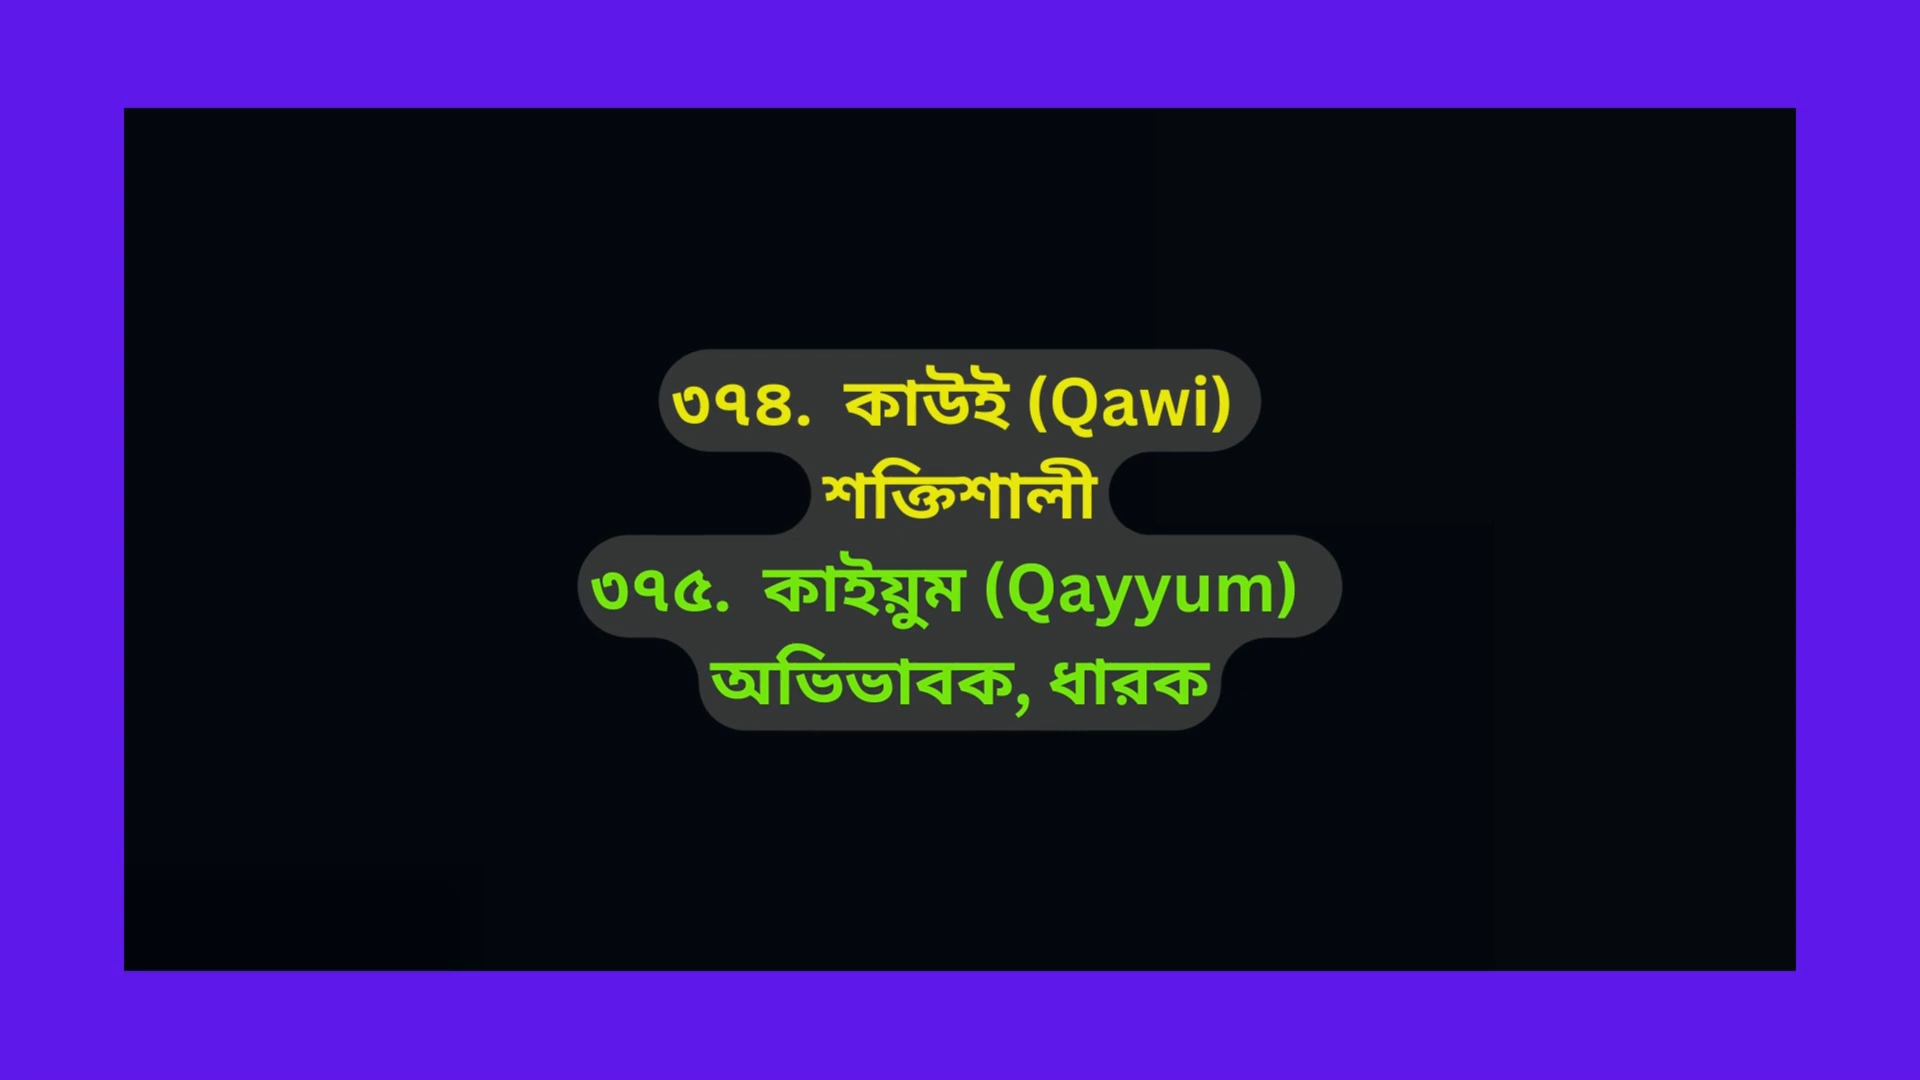 ৩৭৪. কাউই (Qawi)
শক্তিশালী
৩৭৫. কাইয়ুম (Qayyum)
অভিভাবক, ধারক